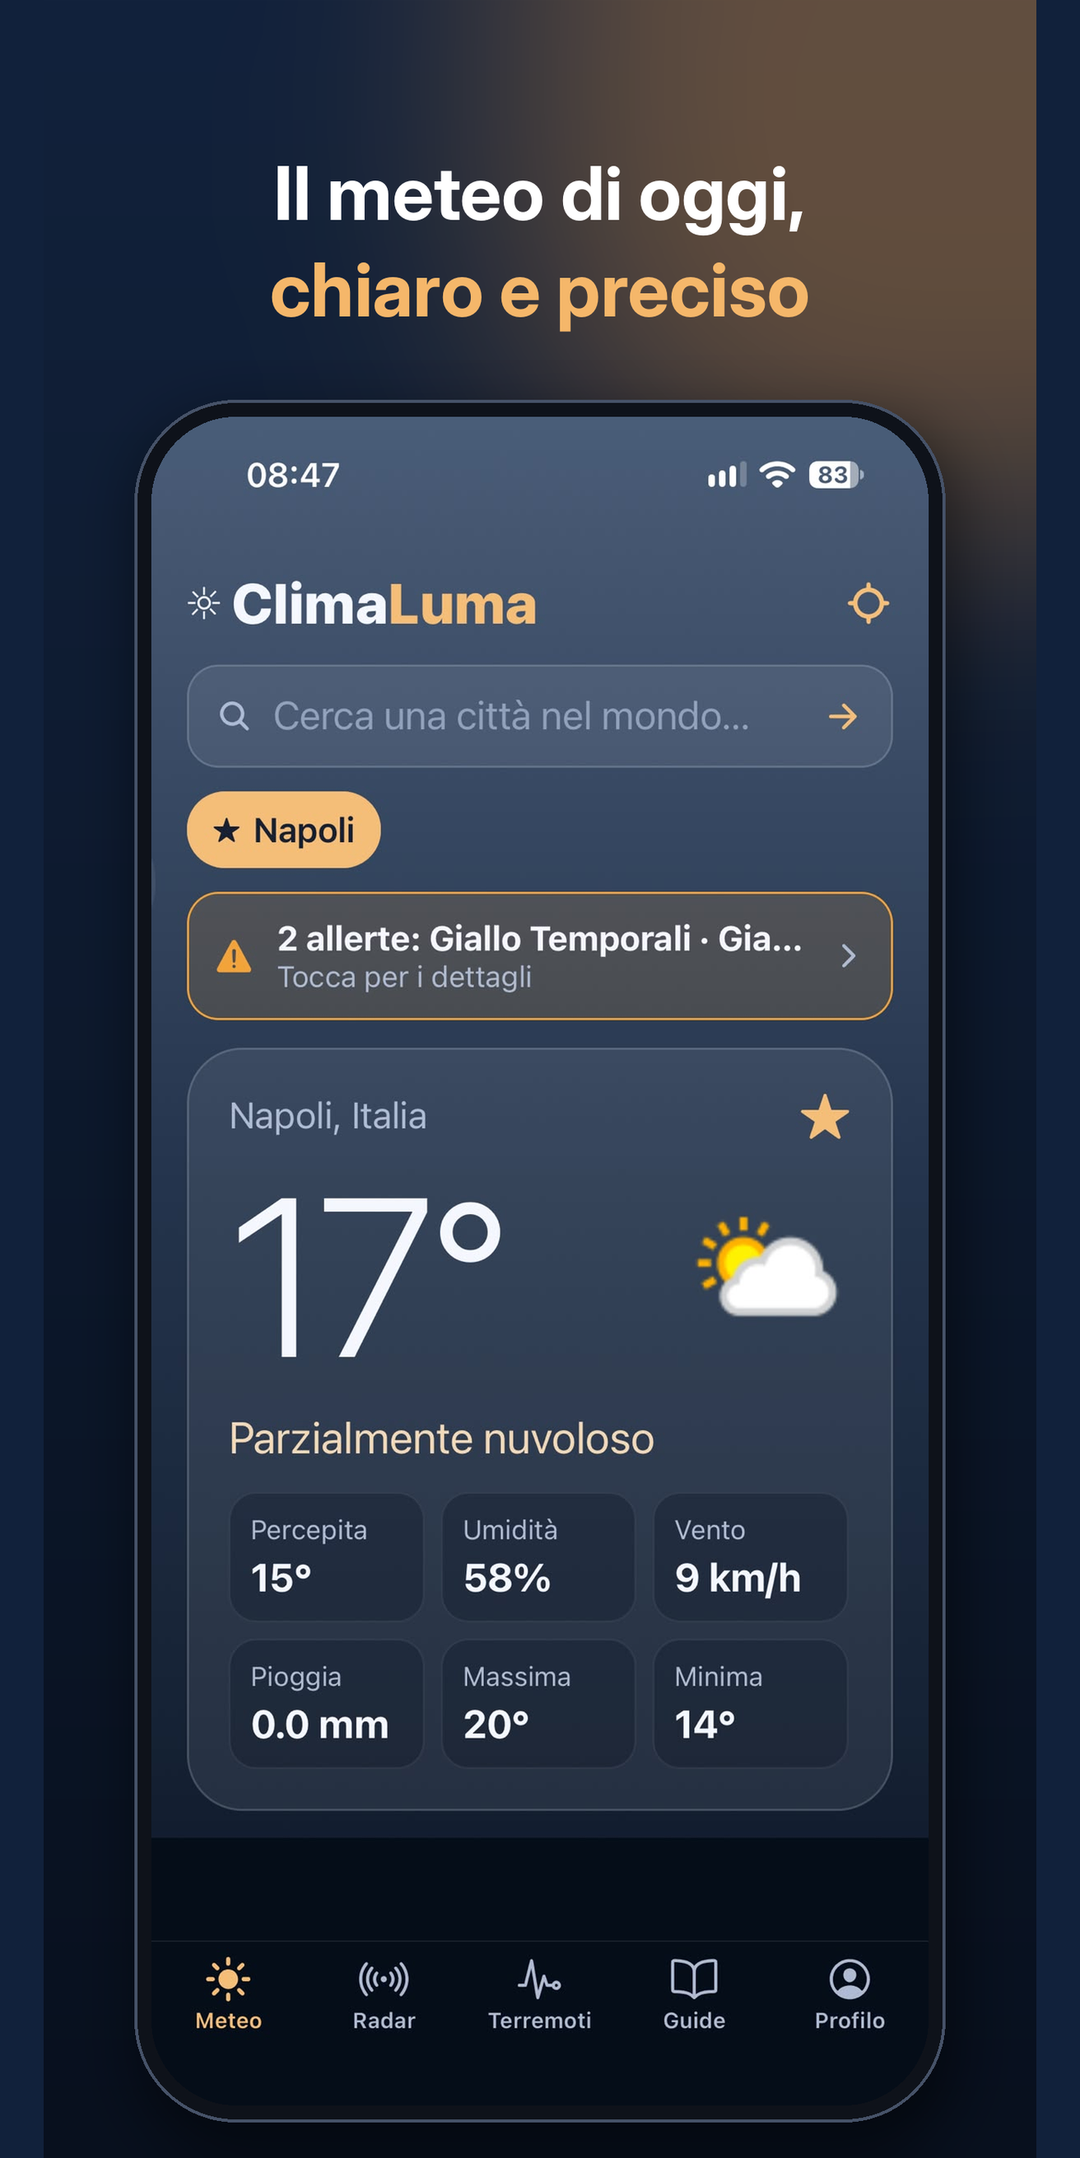 Il meteo di oggi,
chiaro e preciso
08:47
83
ClimaLuma
Cerca una città nel mondo...
★ Napoli
2 allerte: Giallo Temporali · Gia...
Tocca per i dettagli
Napoli, Italia
17°
Parzialmente nuvoloso
Percepita Umidità Vento
15° 58% 9 km/h
Pioggia Massima Minima
0.0 mm 20° 14°
Meteo Radar Terremoti Guide Profilo